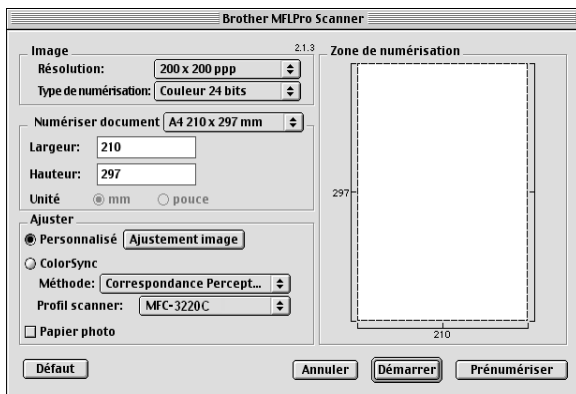 Brother MFLPro Scanner
Image
2.1.3
Résolution: 200 x 200 ppp
Type de numérisation: Couleur 24 bits
Numériser document A4 210 x 297 mm
Largeur: 210
Hauteur: 297
Unité mm pouce
Ajuster
Personnalisé Ajustement image
ColorSync
Méthode: Correspondance Percept...
Profil scanner: MFC-3220C
Papier photo
Zone de numérisation
297
210
Défaut Annuler Démarrer Prénumériser